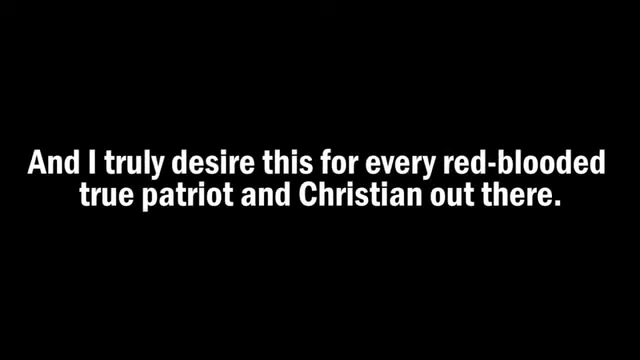 And I truly desire this for every red-blooded
true patriot and Christian out there.